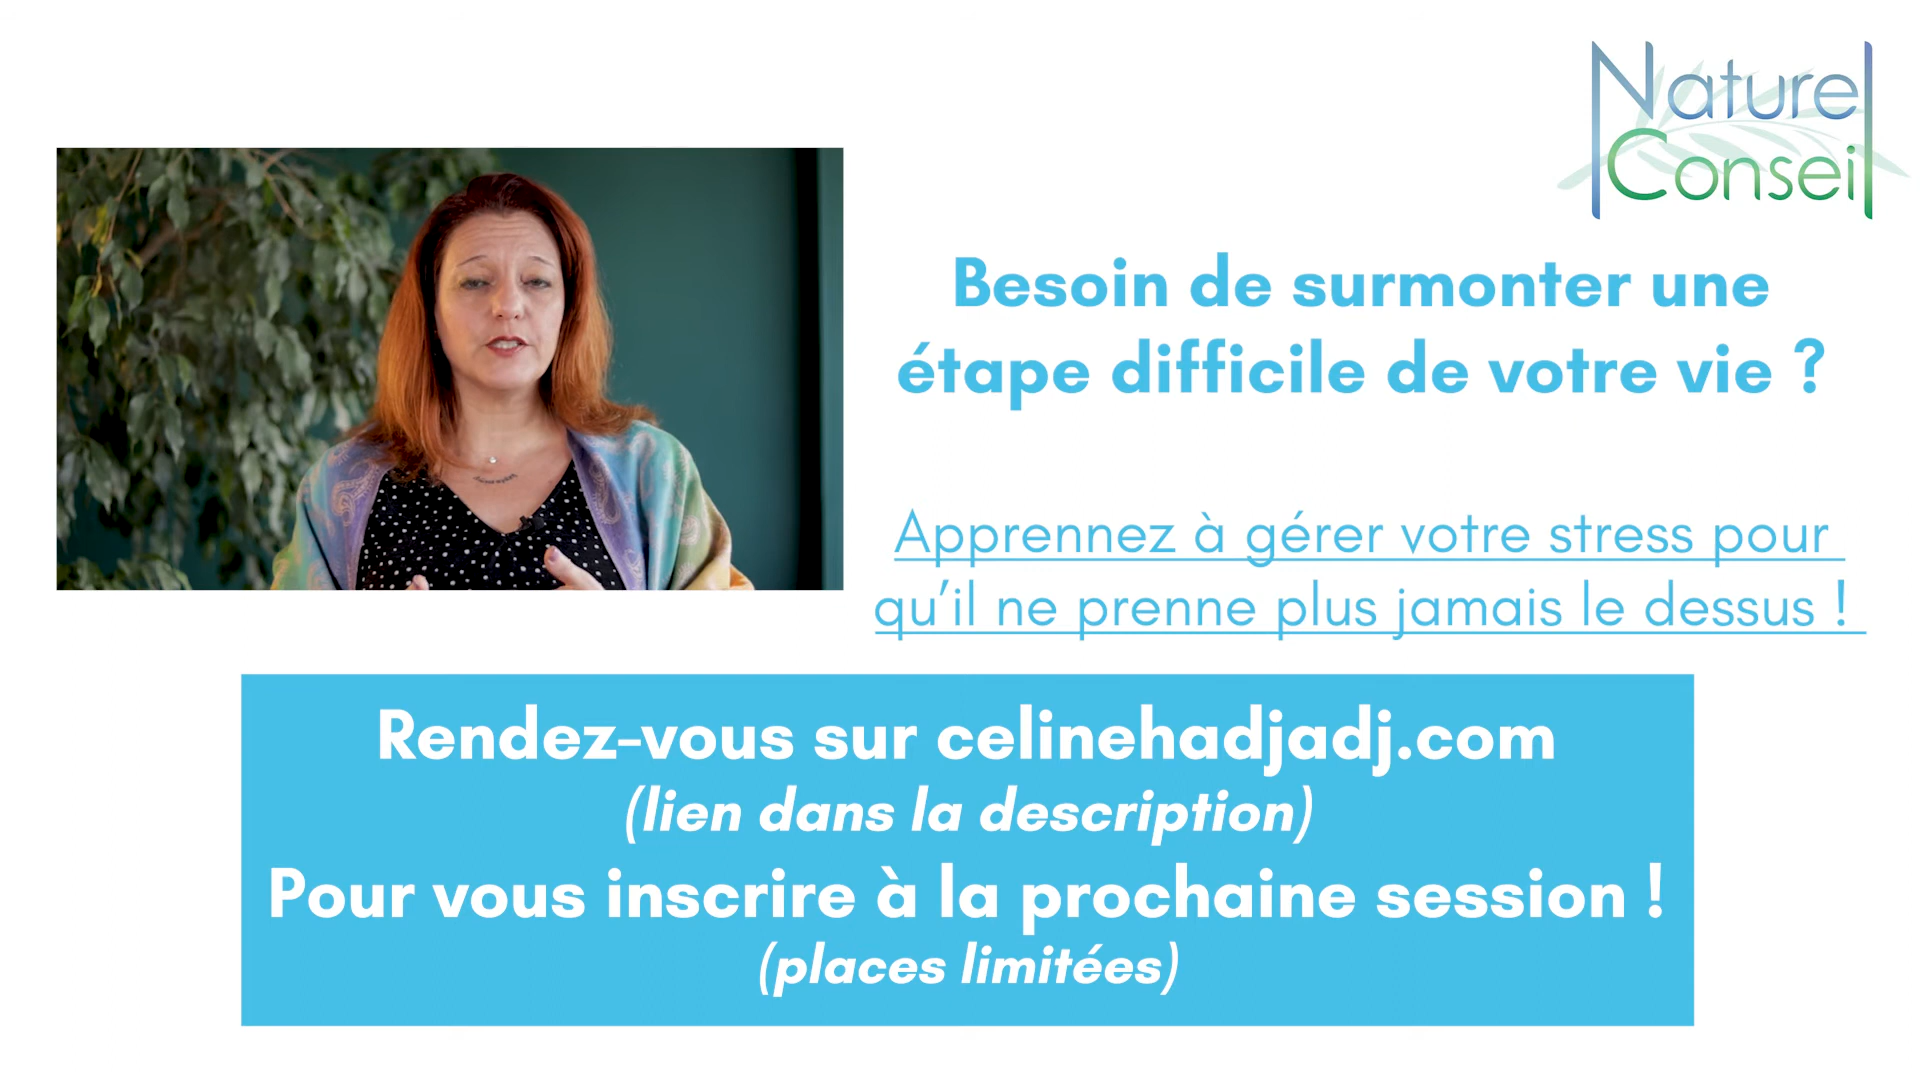 Naturel
Conseil
Besoin de surmonter une
étape difficile de votre vie ?
Apprennez à gérer votre stress pour
qu'il ne prenne plus jamais le dessus !
Rendez-vous sur celinehadjadj.com
(lien dans la description)
Pour vous inscrire à la prochaine session !
(places limitées)